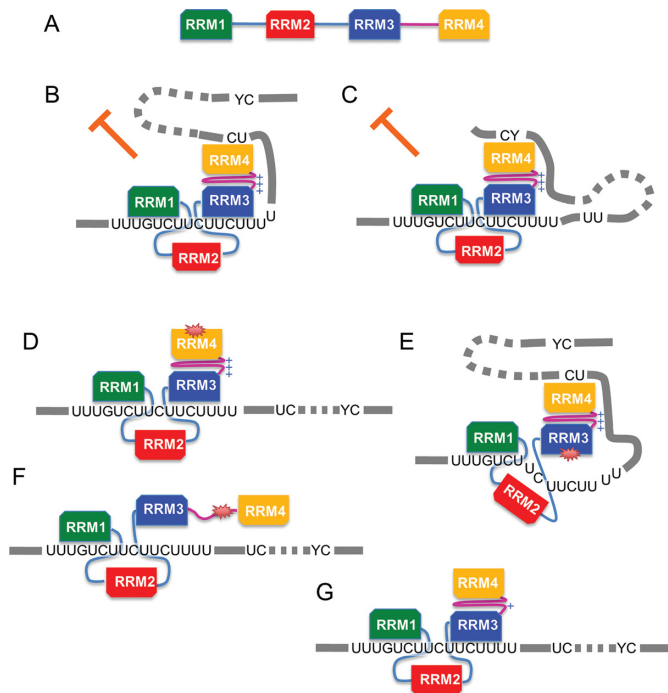 A
RRM1 RRM2 RRM3 RRM4
B
YC
CU
RRM4
+
+
+
RRM1 RRM3
UUUGUCUUCUUCUUU U
RRM2
C
CY
RRM4
+
+
+
RRM1 RRM3
UUUGUCUUCUUCUUUU UU
RRM2
D
RRM4
+
+
+
RRM1 RRM3
UUUGUCUUCUUCUUUU UC YC
RRM2
E
YC
CU
RRM4
+
+
+
RRM1 RRM3
UUUGUCU U C UUCUU U U
RRM2
F
RRM3 RRM4
RRM1
UUUGUCUUCUUCUUUU UC YC
RRM2
G
RRM4
+
RRM1 RRM3
UUUGUCUUCUUCUUUU UC YC
RRM2